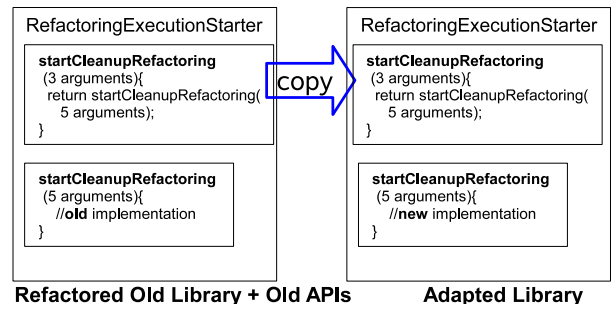 RefactoringExecutionStarter
startCleanupRefactoring
(3 arguments){
return startCleanupRefactoring(
5 arguments);
}
startCleanupRefactoring
(5 arguments){
//old implementation
}
Refactored Old Library + Old APIs
copy
RefactoringExecutionStarter
startCleanupRefactoring
(3 arguments){
return startCleanupRefactoring(
5 arguments);
}
startCleanupRefactoring
(5 arguments){
//new implementation
}
Adapted Library